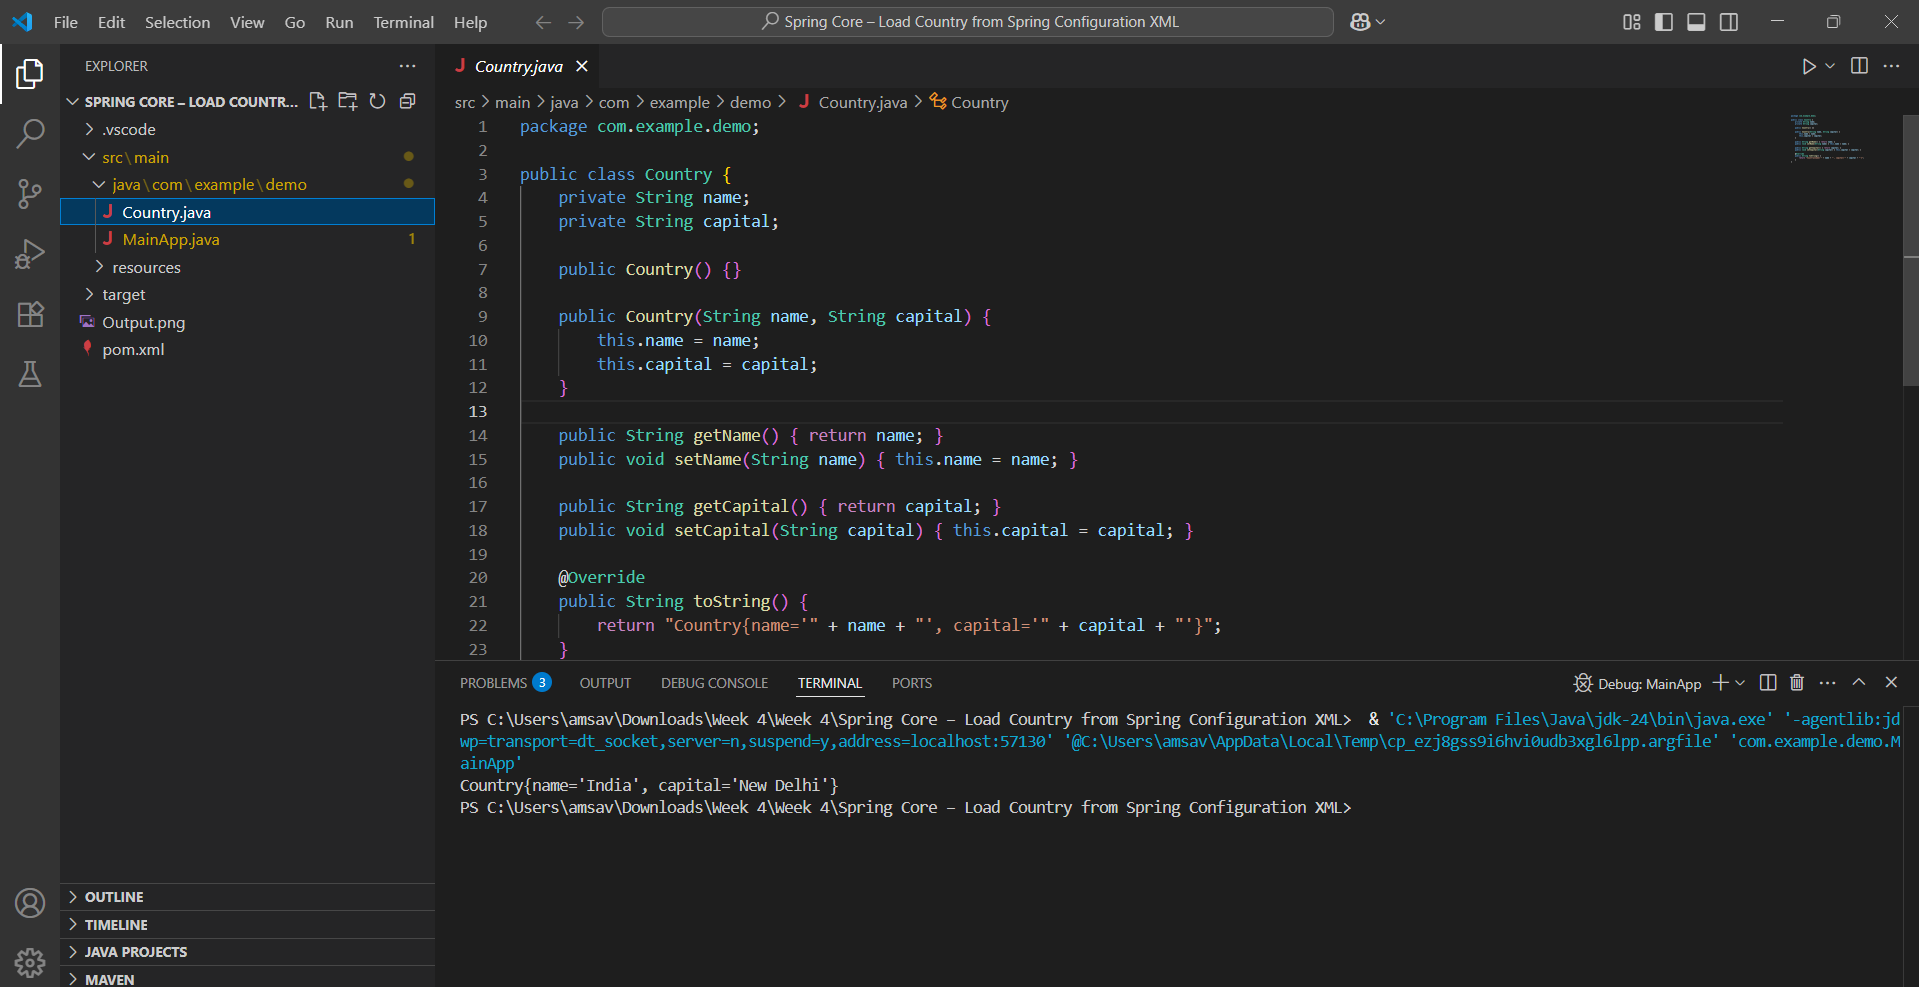 File Edit Selection View Go Run Terminal Help
Spring Core – Load Country from Spring Configuration XML
EXPLORER
SPRING CORE – LOAD COUNTR...
.vscode
src\main
java\com\example\demo
Country.java
MainApp.java 1
resources
target
Output.png
pom.xml
OUTLINE
TIMELINE
JAVA PROJECTS
MAVEN
Country.java
src > main > java > com > example > demo > Country.java > Country
1 package com.example.demo;
2
3 public class Country {
4 private String name;
5 private String capital;
6
7 public Country() {}
8
9 public Country(String name, String capital) {
10 this.name = name;
11 this.capital = capital;
12 }
13
14 public String getName() { return name; }
15 public void setName(String name) { this.name = name; }
16
17 public String getCapital() { return capital; }
18 public void setCapital(String capital) { this.capital = capital; }
19
20 @Override
21 public String toString() {
22 return "Country{name='" + name + "', capital='" + capital + "'}";
23 }
PROBLEMS 3 OUTPUT DEBUG CONSOLE TERMINAL PORTS
Debug: MainApp
PS C:\Users\amsav\Downloads\Week 4\Week 4\Spring Core – Load Country from Spring Configuration XML>  & 'C:\Program Files\Java\jdk-24\bin\java.exe' '-agentlib:jd
wp=transport=dt_socket,server=n,suspend=y,address=localhost:57130' '@C:\Users\amsav\AppData\Local\Temp\cp_ezj8gss9i6hvi0udb3xgl6lpp.argfile' 'com.example.demo.M
ainApp'
Country{name='India', capital='New Delhi'}
PS C:\Users\amsav\Downloads\Week 4\Week 4\Spring Core – Load Country from Spring Configuration XML>